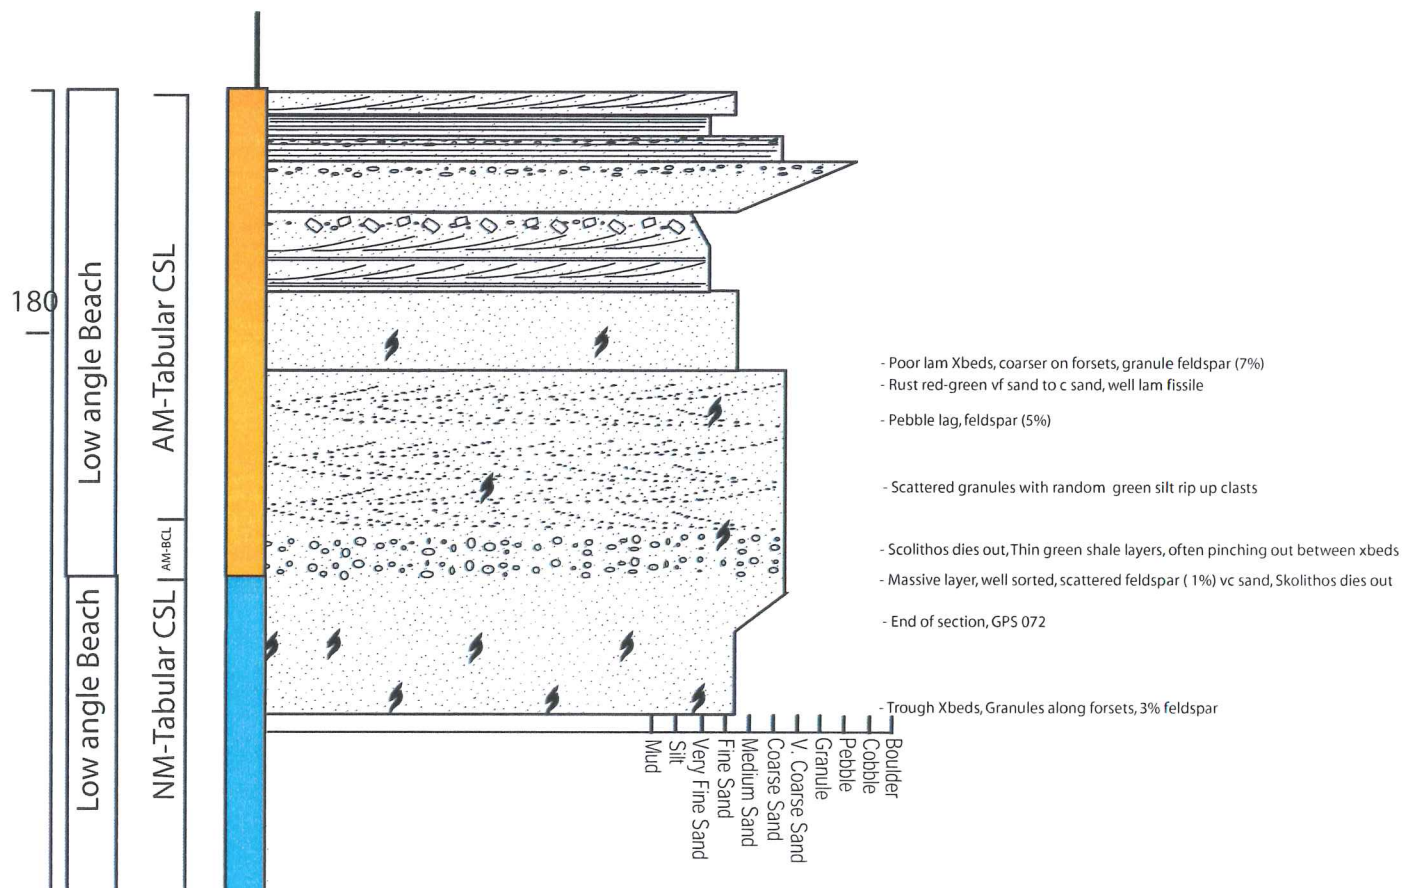 180
Low angle Beach
AM-Tabular CSL
AM-BCL
Low angle Beach
NM-Tabular CSL
- Poor lam Xbeds, coarser on forsets, granule feldspar (7%)
- Rust red-green vf sand to c sand, well lam fissile
- Pebble lag, feldspar (5%)
- Scattered granules with random green silt rip up clasts
- Scolithos dies out, Thin green shale layers, often pinching out between xbeds
- Massive layer, well sorted, scattered feldspar ( 1%) vc sand, Skolithos dies out
- End of section, GPS 072
- Trough Xbeds, Granules along forsets, 3% feldspar
Mud
Silt
Very Fine Sand
Fine Sand
Medium Sand
Coarse Sand
V. Coarse Sand
Granule
Pebble
Cobble
Boulder